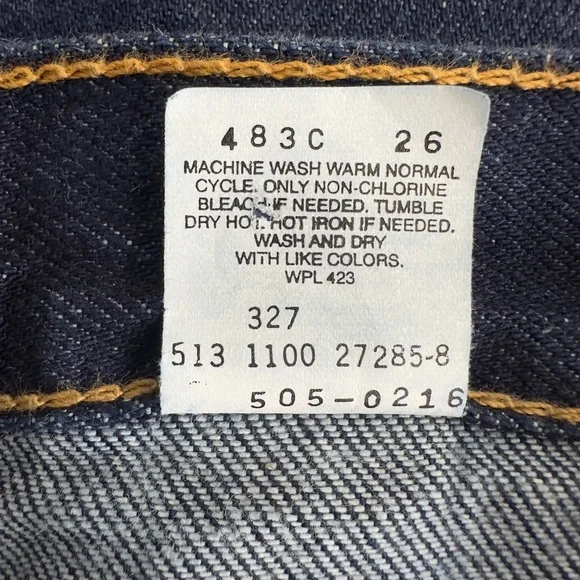 483C 26
MACHINE WASH WARM NORMAL
CYCLE. ONLY NON-CHLORINE
BLEACH IF NEEDED. TUMBLE
DRY HOT. HOT IRON IF NEEDED.
WASH AND DRY
WITH LIKE COLORS.
WPL 423
327
513 1100 27285-8
505-0216